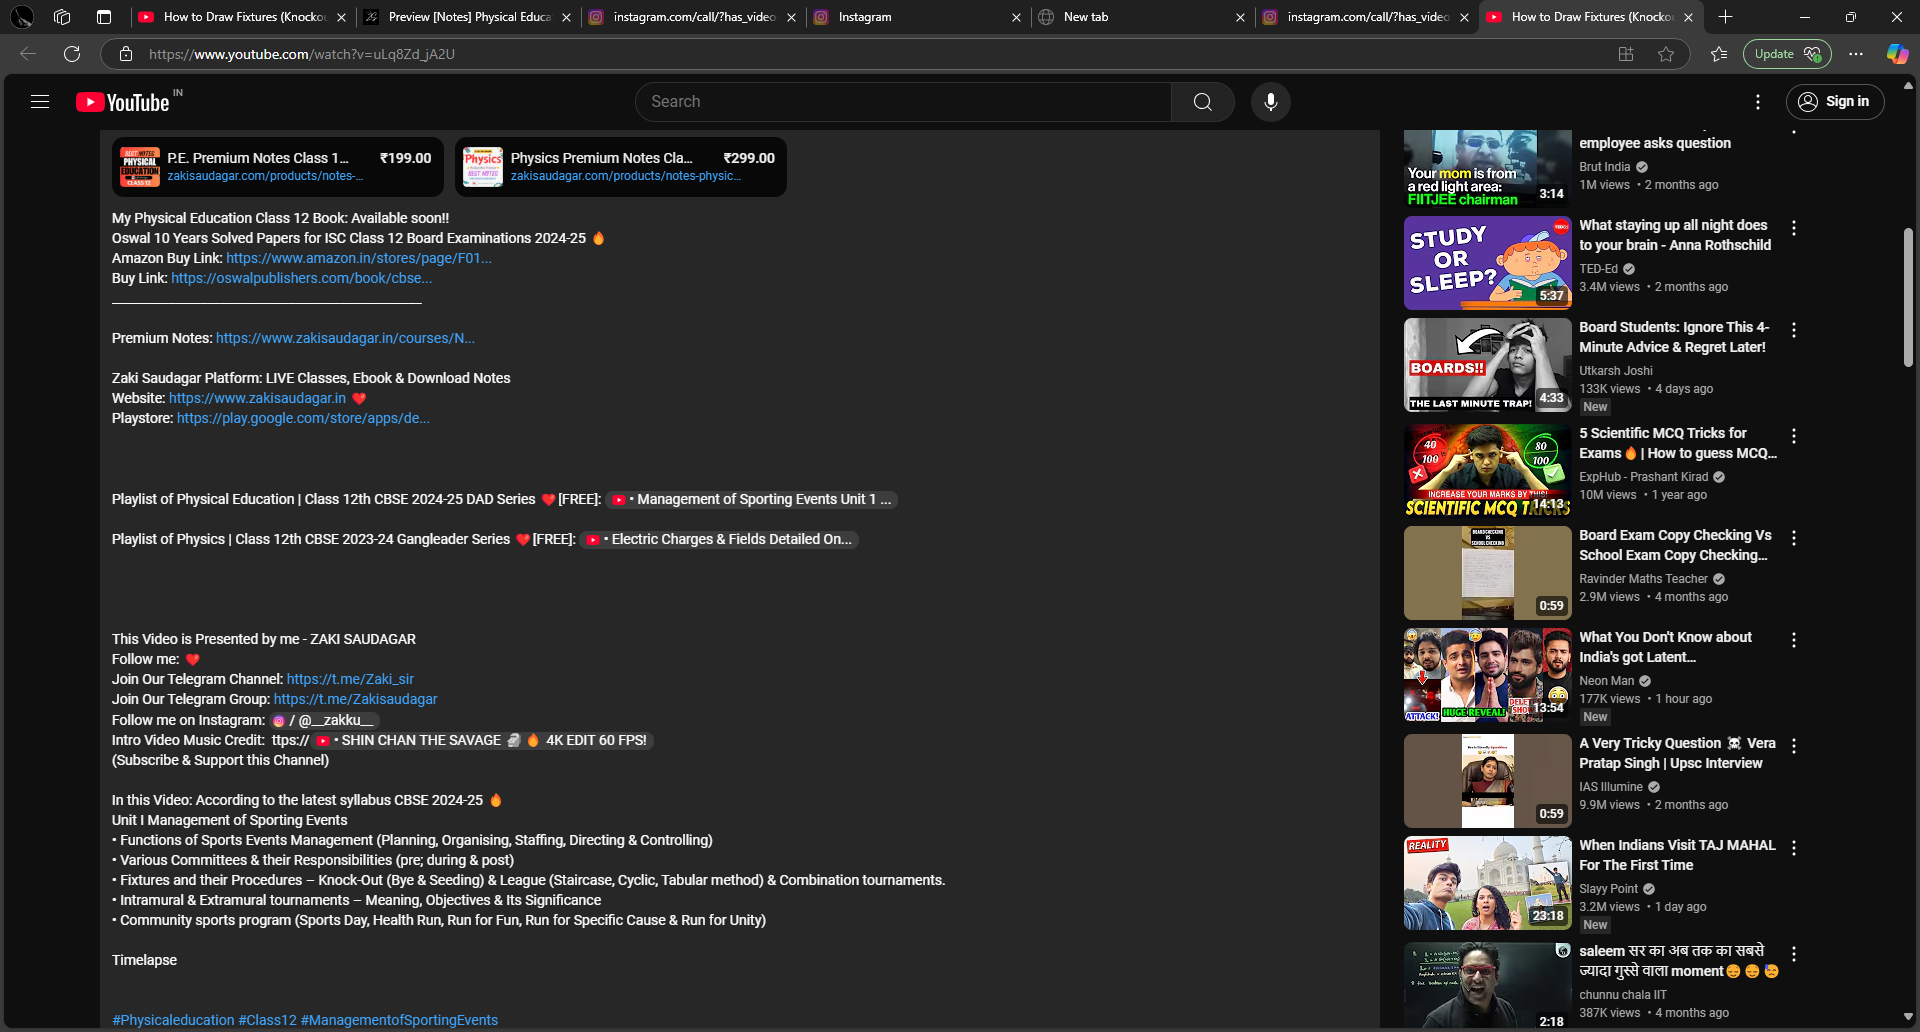 How to Draw Fixtures (Knockou
Preview [Notes] Physical Educa
instagram.com/call/?has_video
Instagram
New tab
instagram.com/call/?has_video
How to Draw Fixtures (Knockou
https://www.youtube.com/watch?v=uLq8Zd_jA2U
Update
YouTube IN
Search
Sign in
BEST NOTES
PHYSICAL
EDUCATION
CLASS-12
P.E. Premium Notes Class 1...
₹199.00
zakisaudagar.com/products/notes-...
Physics
BEST NOTES
Physics Premium Notes Cla...
₹299.00
zakisaudagar.com/products/notes-physic...
My Physical Education Class 12 Book: Available soon!!
Oswal 10 Years Solved Papers for ISC Class 12 Board Examinations 2024-25 🔥
Amazon Buy Link: https://www.amazon.in/stores/page/F01...
Buy Link: https://oswalpublishers.com/book/cbse...
Premium Notes: https://www.zakisaudagar.in/courses/N...
Zaki Saudagar Platform: LIVE Classes, Ebook & Download Notes
Website: https://www.zakisaudagar.in ❤️
Playstore: https://play.google.com/store/apps/de...
Playlist of Physical Education | Class 12th CBSE 2024-25 DAD Series ❤️[FREE]: • Management of Sporting Events Unit 1 ...
Playlist of Physics | Class 12th CBSE 2023-24 Gangleader Series ❤️[FREE]: • Electric Charges & Fields Detailed On...
This Video is Presented by me - ZAKI SAUDAGAR
Follow me: ❤️
Join Our Telegram Channel: https://t.me/Zaki_sir
Join Our Telegram Group: https://t.me/Zakisaudagar
Follow me on Instagram: / @__zakku__
Intro Video Music Credit: ttps:// • SHIN CHAN THE SAVAGE 🗿🔥 4K EDIT 60 FPS!
(Subscribe & Support this Channel)
In this Video: According to the latest syllabus CBSE 2024-25 🔥
Unit I Management of Sporting Events
• Functions of Sports Events Management (Planning, Organising, Staffing, Directing & Controlling)
• Various Committees & their Responsibilities (pre; during & post)
• Fixtures and their Procedures – Knock-Out (Bye & Seeding) & League (Staircase, Cyclic, Tabular method) & Combination tournaments.
• Intramural & Extramural tournaments – Meaning, Objectives & Its Significance
• Community sports program (Sports Day, Health Run, Run for Fun, Run for Specific Cause & Run for Unity)
Timelapse
#Physicaleducation #Class12 #ManagementofSportingEvents
Your mom is from
a red light area:
FIITJEE chairman
3:14
employee asks question
Brut India
1M views • 2 months ago
STUDY
OR
SLEEP?
5:37
What staying up all night does
to your brain - Anna Rothschild
TED-Ed
3.4M views • 2 months ago
BOARDS!!
THE LAST MINUTE TRAP!
4:33
Board Students: Ignore This 4-
Minute Advice & Regret Later!
Utkarsh Joshi
133K views • 4 days ago
New
40
100
80
100
INCREASE YOUR MARKS BY THIS!
SCIENTIFIC MCQ TRICKS
14:13
5 Scientific MCQ Tricks for
Exams🔥| How to guess MCQ...
ExpHub - Prashant Kirad
10M views • 1 year ago
BOARD CHECKING
VS
SCHOOL CHECKING
0:59
Board Exam Copy Checking Vs
School Exam Copy Checking...
Ravinder Maths Teacher
2.9M views • 4 months ago
ATTACK!
HUGE REVEAL!
13:54
What You Don't Know about
India's got Latent...
Neon Man
177K views • 1 hour ago
New
0:59
A Very Tricky Question ☠️ Vera
Pratap Singh | Upsc Interview
IAS Illumine
9.9M views • 2 months ago
REALITY
23:18
When Indians Visit TAJ MAHAL
For The First Time
Slayy Point
3.2M views • 1 day ago
New
2:18
saleem सर का अब तक का सबसे
ज्यादा गुस्से वाला moment😑😑😓
chunnu chala IIT
387K views • 4 months ago